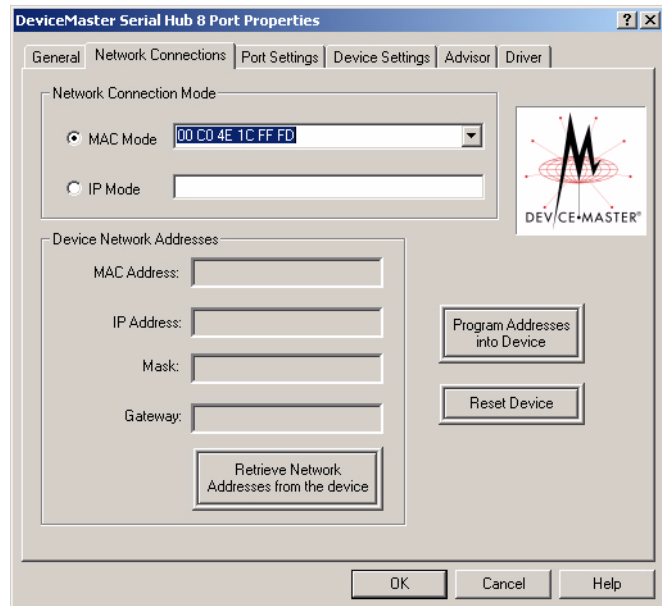 DeviceMaster Serial Hub 8 Port Properties
General Network Connections Port Settings Device Settings Advisor Driver
Network Connection Mode
MAC Mode 00 C0 4E 1C FF FD
IP Mode
DEV/CE•MASTER®
Device Network Addresses
MAC Address:
IP Address:
Mask:
Gateway:
Retrieve Network
Addresses from the device
Program Addresses
into Device
Reset Device
OK Cancel Help